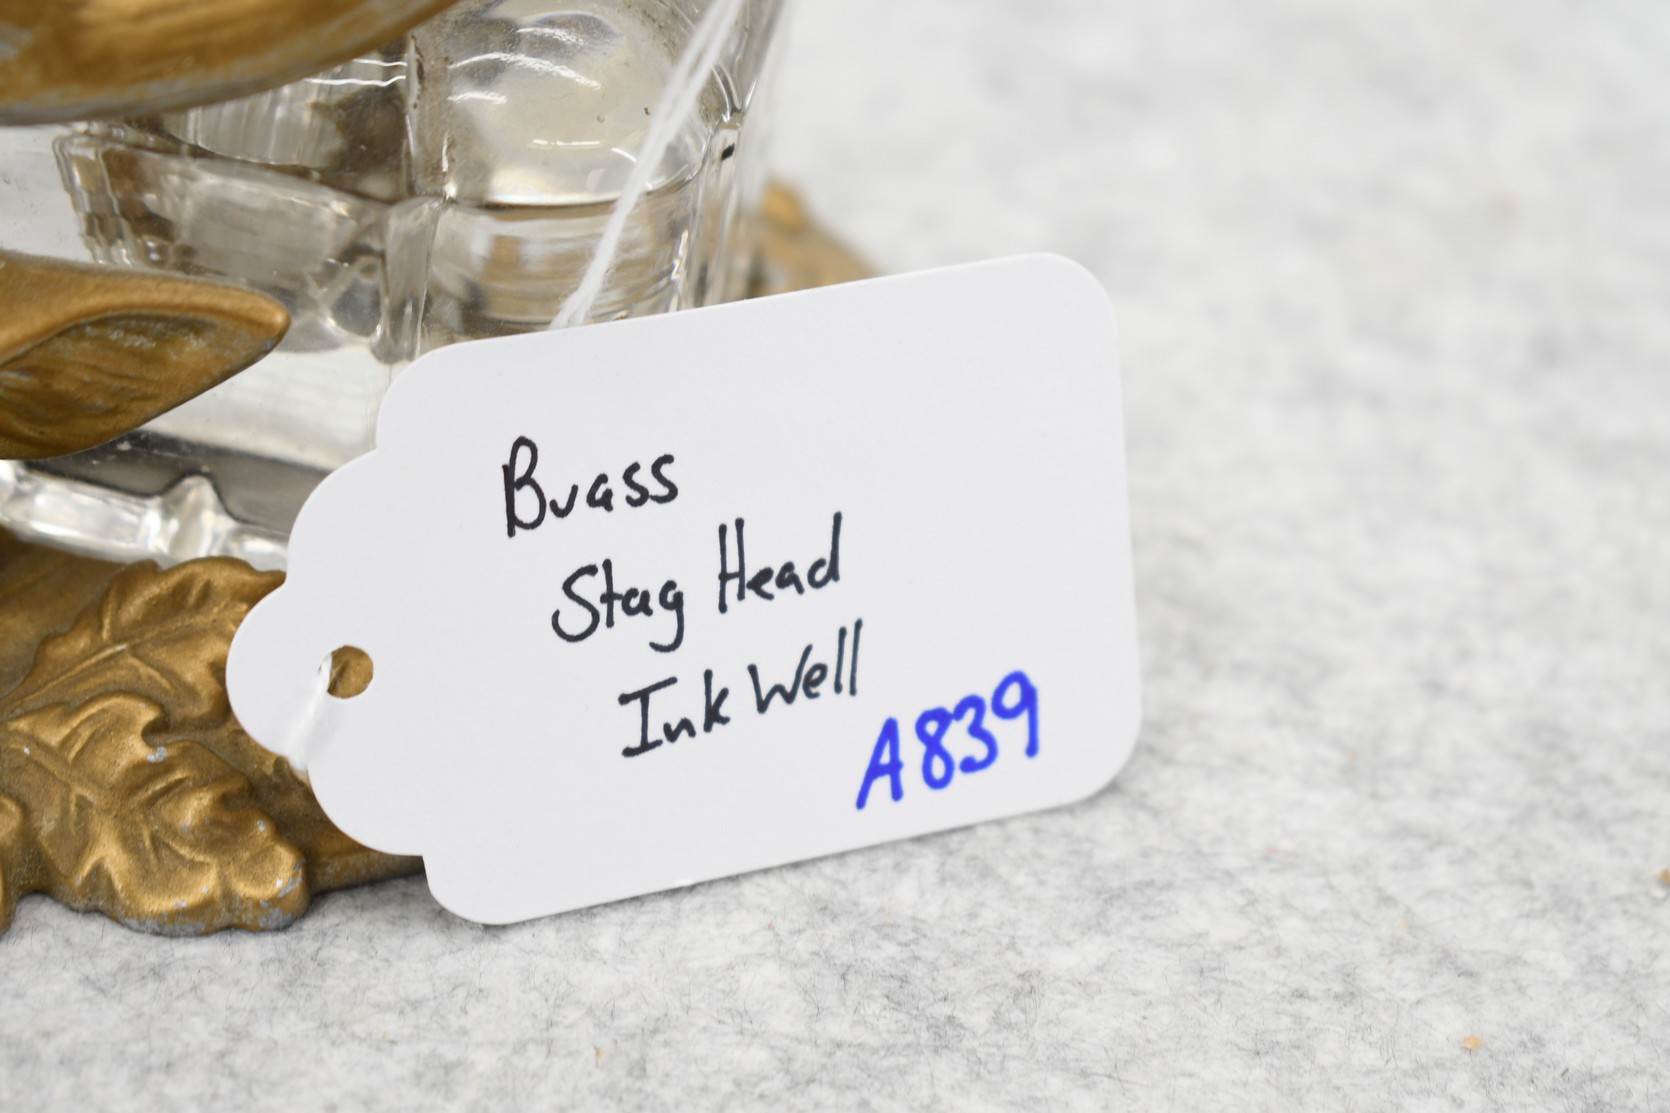 Brass
Stag Head
Ink Well
A839